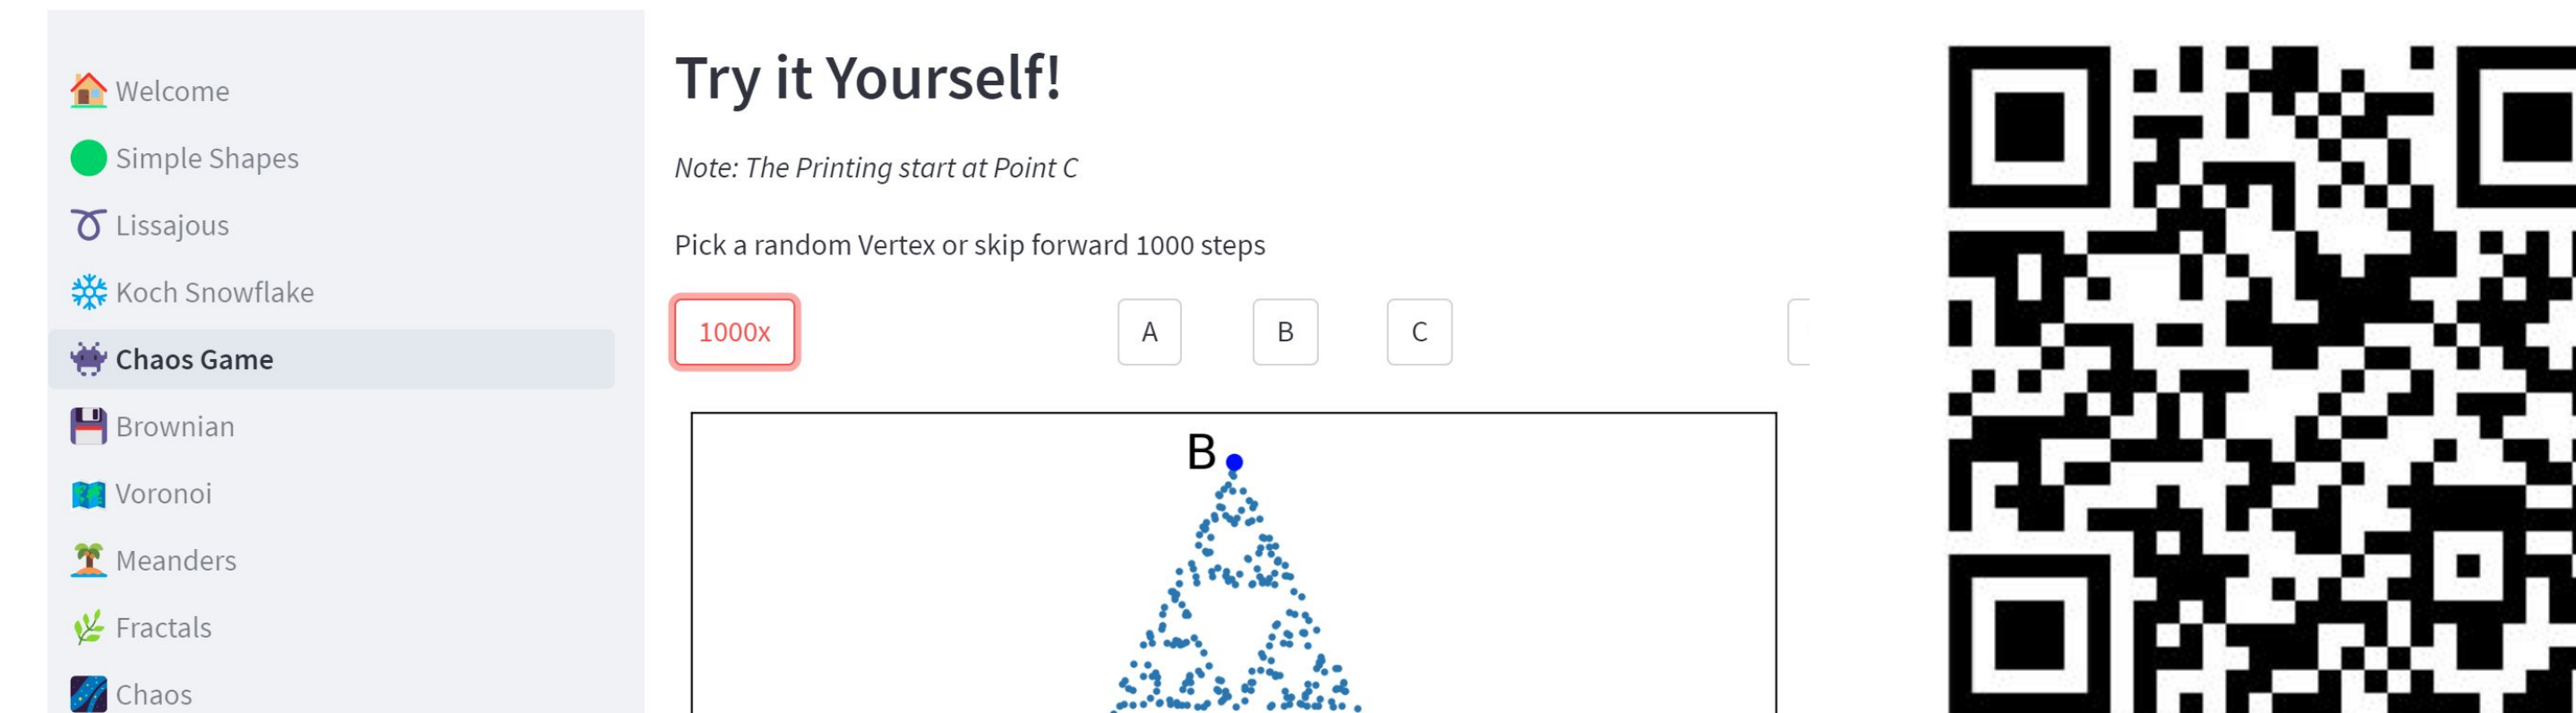 Welcome
Simple Shapes
Lissajous
Koch Snowflake
Chaos Game
Brownian
Voronoi
Meanders
Fractals
Chaos
Try it Yourself!
Note: The Printing start at Point C
Pick a random Vertex or skip forward 1000 steps
1000x A B C
B